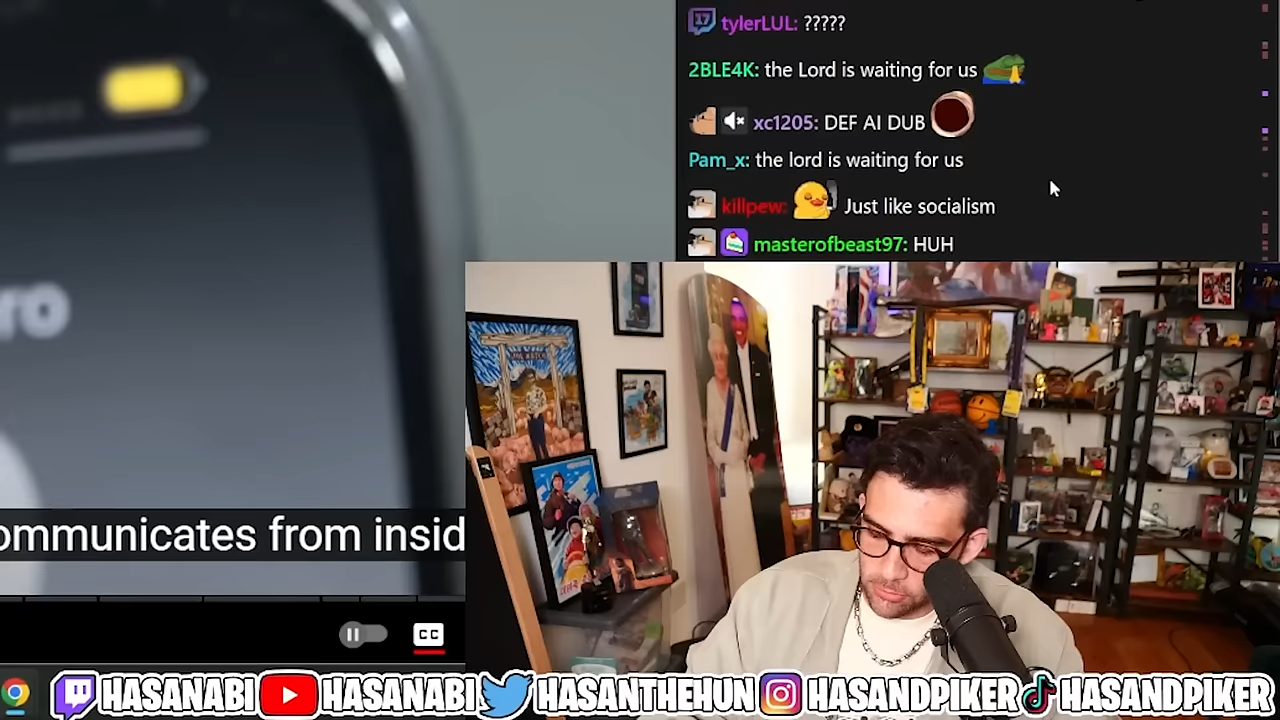 tylerLUL: ?????
2BLE4K: the Lord is waiting for us
xc1205: DEF AI DUB
Pam_x: the lord is waiting for us
killpew: Just like socialism
masterofbeast97: HUH
ro
ommunicates from insid
CC
HASANABI HASANABI HASANTHEHUN HASANDPIKER HASANDPIKER